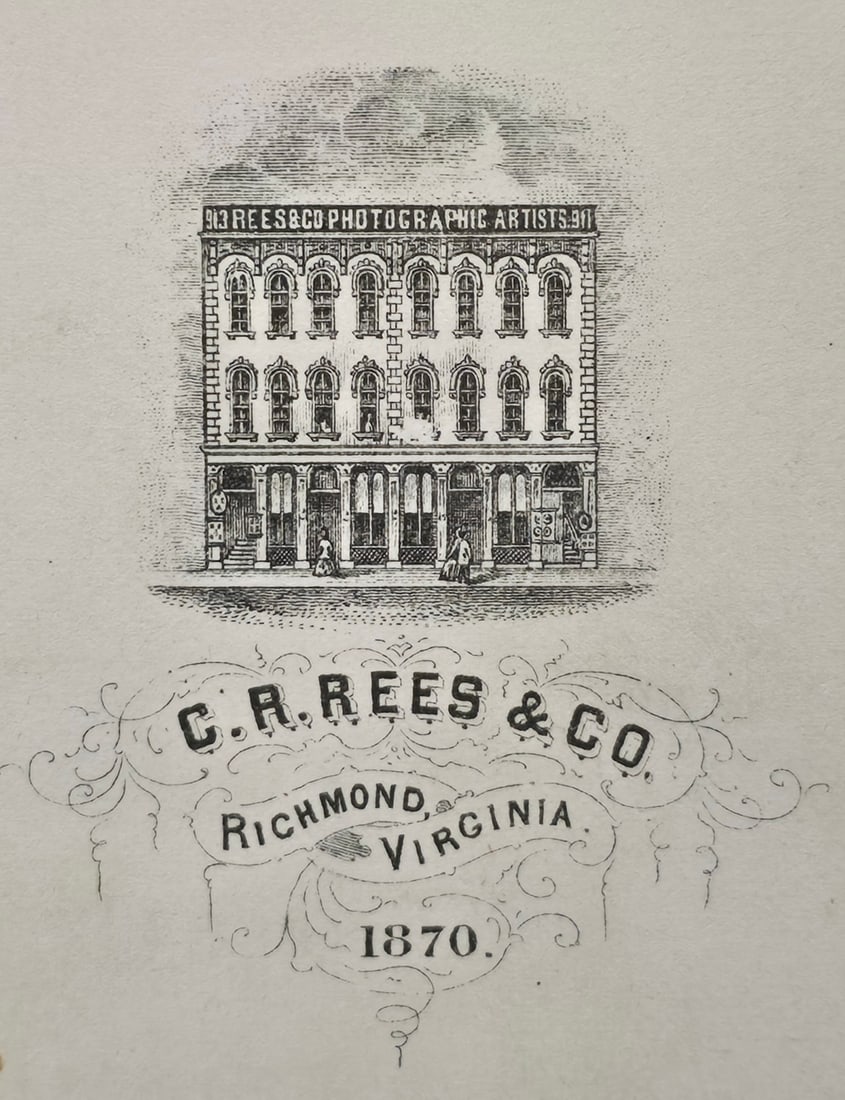 913 REES & CO PHOTOGRAPHIC ARTISTS. 911
C. R. REES & CO.
RICHMOND,
VIRGINIA.
1870.